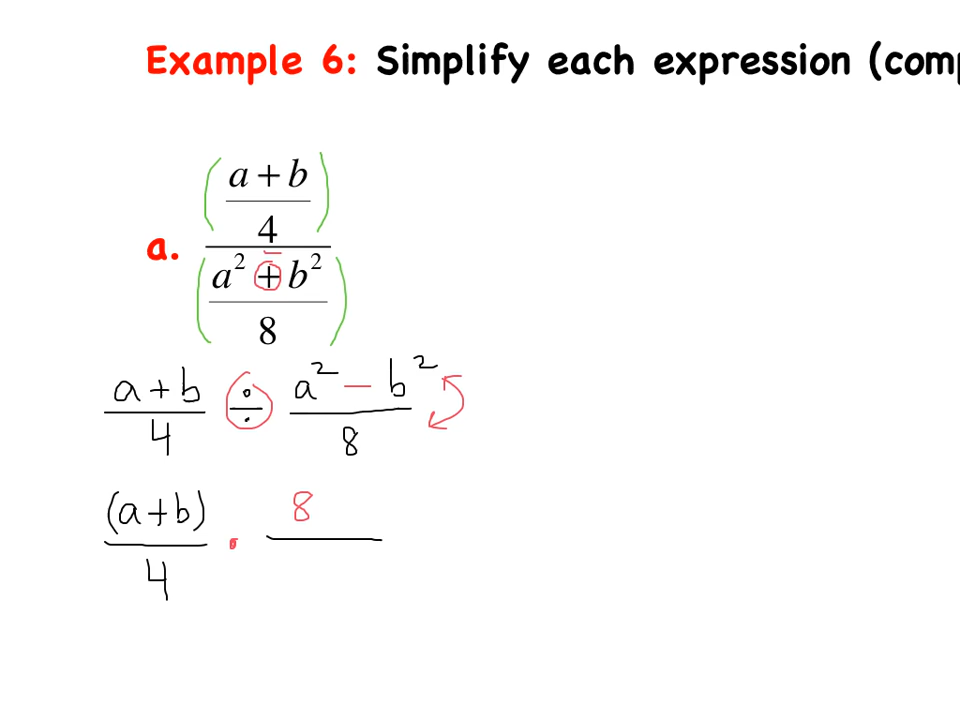 Example 6: Simplify each expression (comp
a + b
4
a.
a² + b²
8
a + b ÷ a² − b²
4 8
(a + b) · 8
4